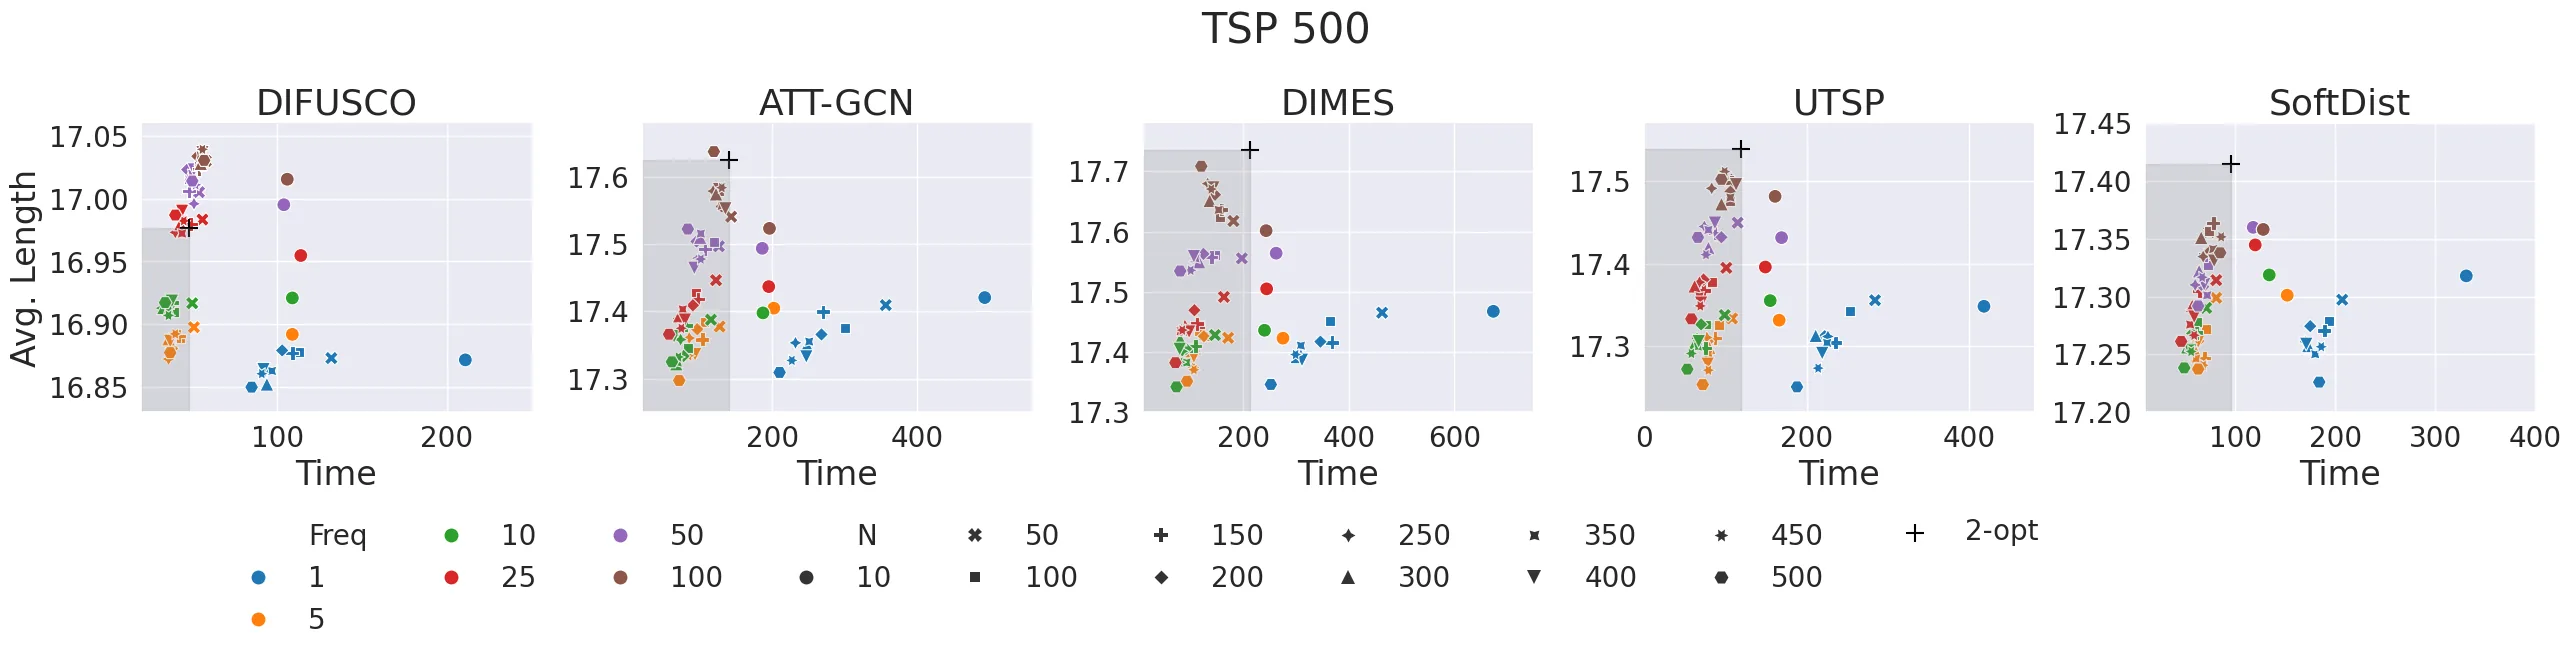 TSP 500
DIFUSCO
ATT-GCN
DIMES
UTSP
SoftDist
Avg. Length
17.05
17.00
16.95
16.90
16.85
100 200
Time
17.6
17.5
17.4
17.3
200 400
Time
17.7
17.6
17.5
17.4
17.3
200 400 600
Time
17.5
17.4
17.3
0 200 400
Time
17.45
17.40
17.35
17.30
17.25
17.20
100 200 300 400
Time
Freq 10 50 N 50 150 250 350 450 2-opt
1 25 100 10 100 200 300 400 500
5